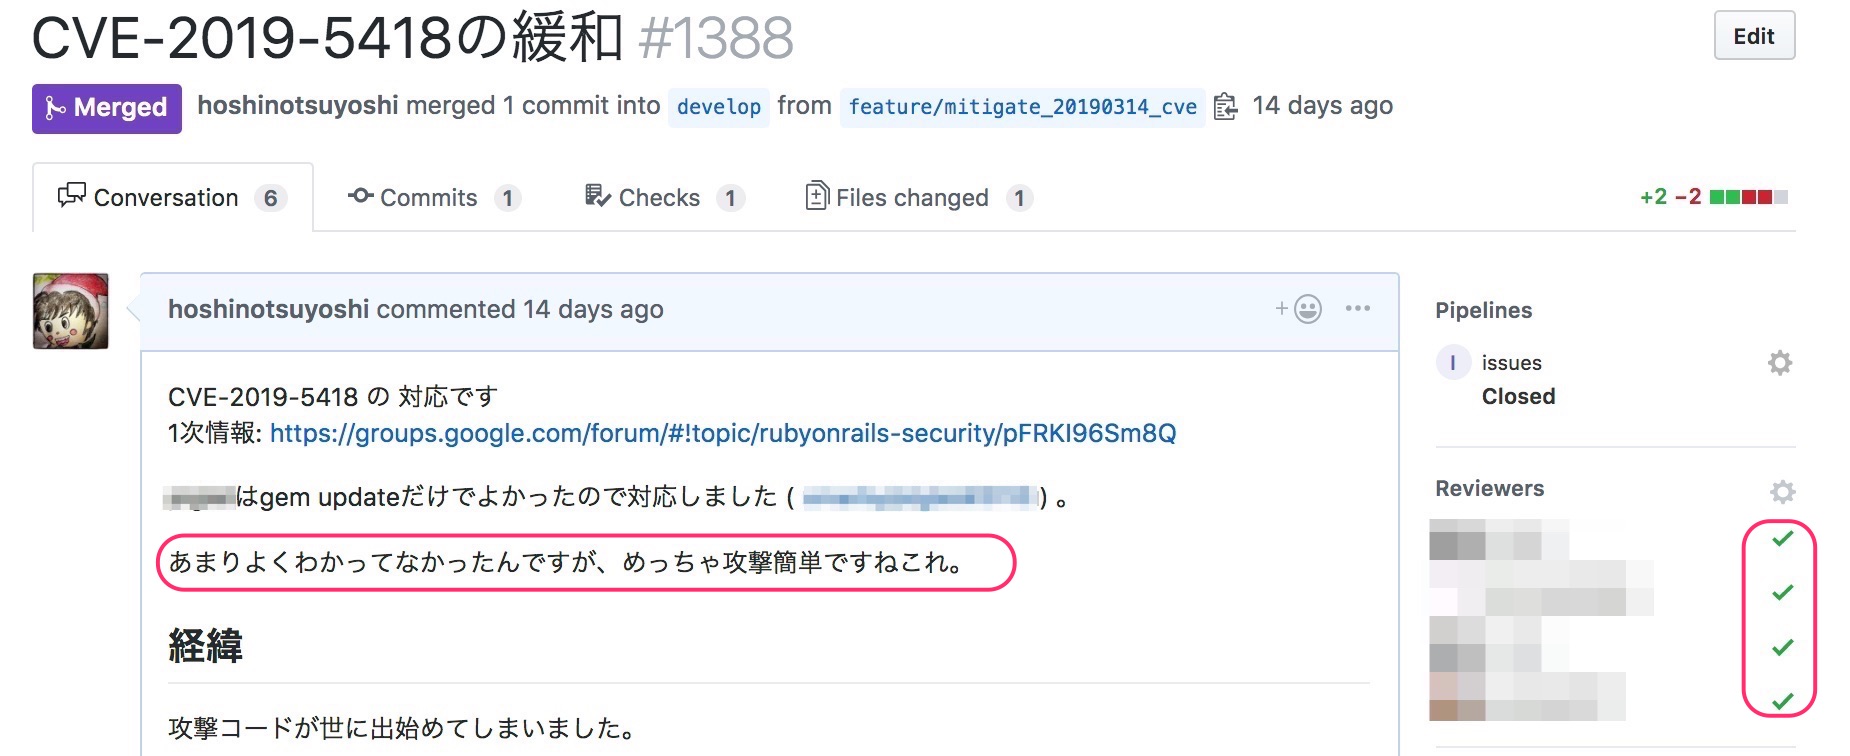 CVE-2019-5418の緩和 #1388
Edit
Merged hoshinotsuyoshi merged 1 commit into develop from feature/mitigate_20190314_cve 14 days ago
Conversation 6 Commits 1 Checks 1 Files changed 1 +2 −2
hoshinotsuyoshi commented 14 days ago
CVE-2019-5418 の 対応です
1次情報: https://groups.google.com/forum/#!topic/rubyonrails-security/pFRKI96Sm8Q
はgem updateだけでよかったので対応しました ( ) 。
あまりよくわかってなかったんですが、めっちゃ攻撃簡単ですねこれ。
経緯
攻撃コードが世に出始めてしまいました。
Pipelines
I issues
Closed
Reviewers